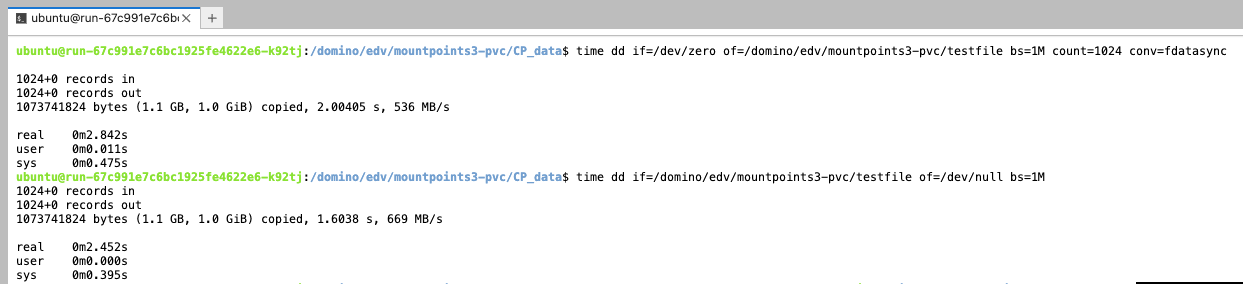 ubuntu@run-67c991e7c6b
ubuntu@run-67c991e7c6bc1925fe4622e6-k92tj:/domino/edv/mountpoints3-pvc/CP_data$ time dd if=/dev/zero of=/domino/edv/mountpoints3-pvc/testfile bs=1M count=1024 conv=fdatasync
1024+0 records in
1024+0 records out
1073741824 bytes (1.1 GB, 1.0 GiB) copied, 2.00405 s, 536 MB/s
real 0m2.842s
user 0m0.011s
sys 0m0.475s
ubuntu@run-67c991e7c6bc1925fe4622e6-k92tj:/domino/edv/mountpoints3-pvc/CP_data$ time dd if=/domino/edv/mountpoints3-pvc/testfile of=/dev/null bs=1M
1024+0 records in
1024+0 records out
1073741824 bytes (1.1 GB, 1.0 GiB) copied, 1.6038 s, 669 MB/s
real 0m2.452s
user 0m0.000s
sys 0m0.395s